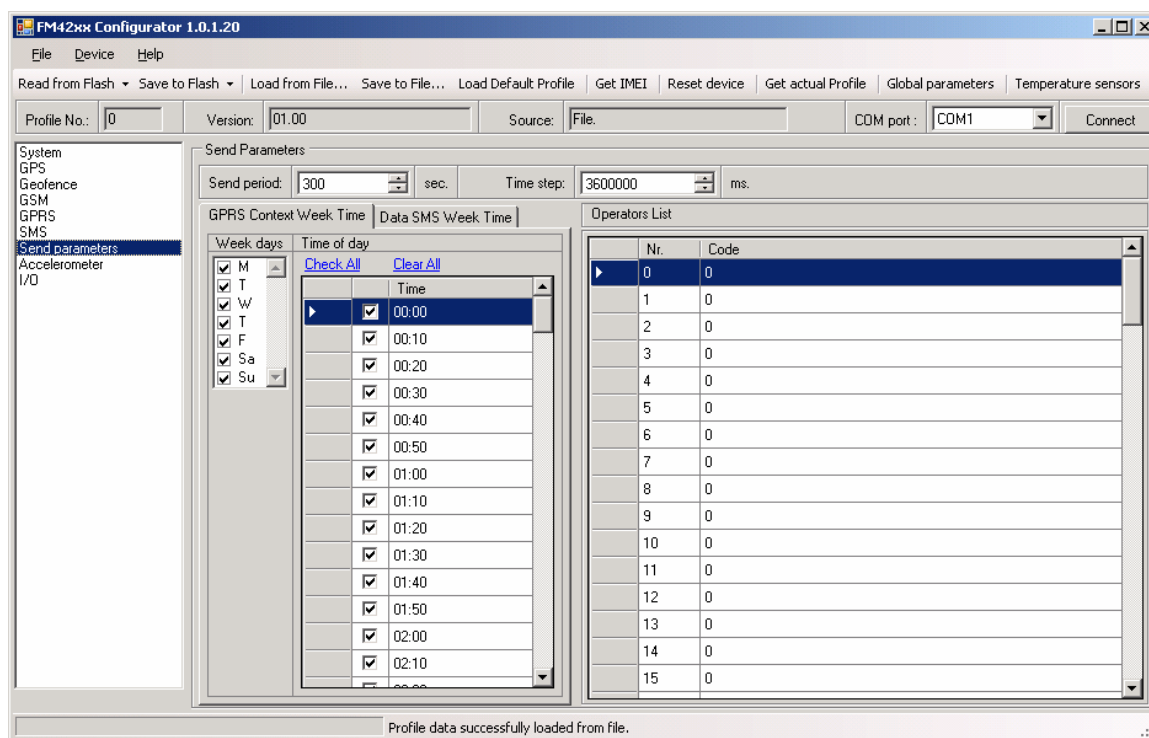 FM42xx Configurator 1.0.1.20
File Device Help
Read from Flash Save to Flash Load from File... Save to File... Load Default Profile Get IMEI Reset device Get actual Profile Global parameters Temperature sensors
Profile No.: 0 Version: 01.00 Source: File. COM port : COM1 Connect
System
GPS
Geofence
GSM
GPRS
SMS
Send parameters
Accelerometer
I/O
Send Parameters
Send period: 300 sec. Time step: 3600000 ms.
GPRS Context Week Time Data SMS Week Time
Week days
M
T
W
T
F
Sa
Su
Time of day
Check All Clear All
Time
00:00
00:10
00:20
00:30
00:40
00:50
01:00
01:10
01:20
01:30
01:40
01:50
02:00
02:10
Operators List
Nr. Code
0 0
1 0
2 0
3 0
4 0
5 0
6 0
7 0
8 0
9 0
10 0
11 0
12 0
13 0
14 0
15 0
Profile data successfully loaded from file.